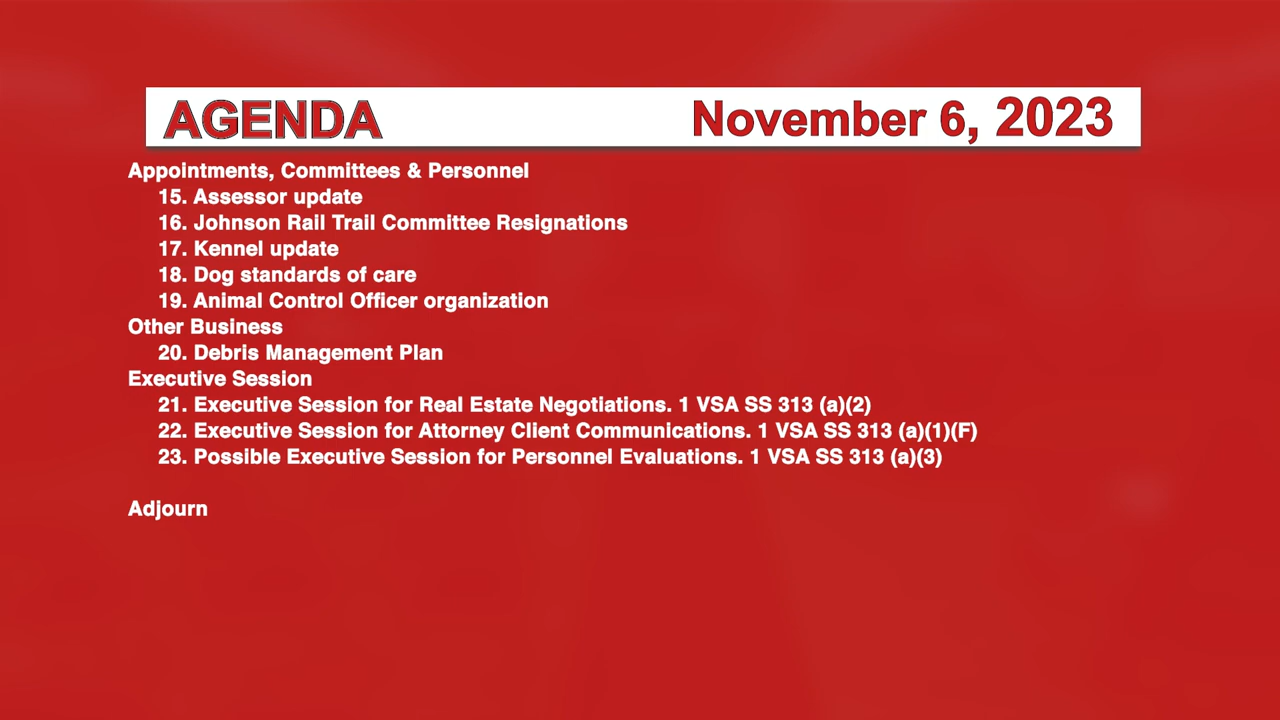 AGENDA November 6, 2023
Appointments, Committees & Personnel
15. Assessor update
16. Johnson Rail Trail Committee Resignations
17. Kennel update
18. Dog standards of care
19. Animal Control Officer organization
Other Business
20. Debris Management Plan
Executive Session
21. Executive Session for Real Estate Negotiations. 1 VSA SS 313 (a)(2)
22. Executive Session for Attorney Client Communications. 1 VSA SS 313 (a)(1)(F)
23. Possible Executive Session for Personnel Evaluations. 1 VSA SS 313 (a)(3)
Adjourn